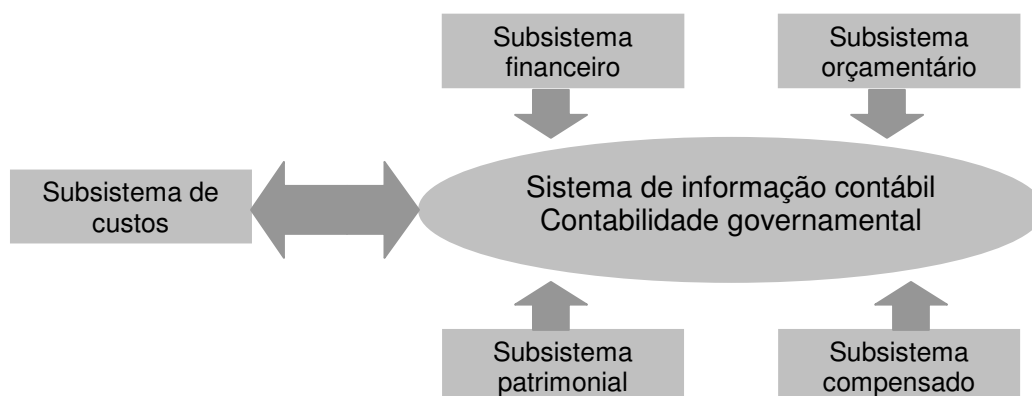 Subsistema
financeiro
Subsistema
orçamentário
Subsistema de
custos
Sistema de informação contábil
Contabilidade governamental
Subsistema
patrimonial
Subsistema
compensado